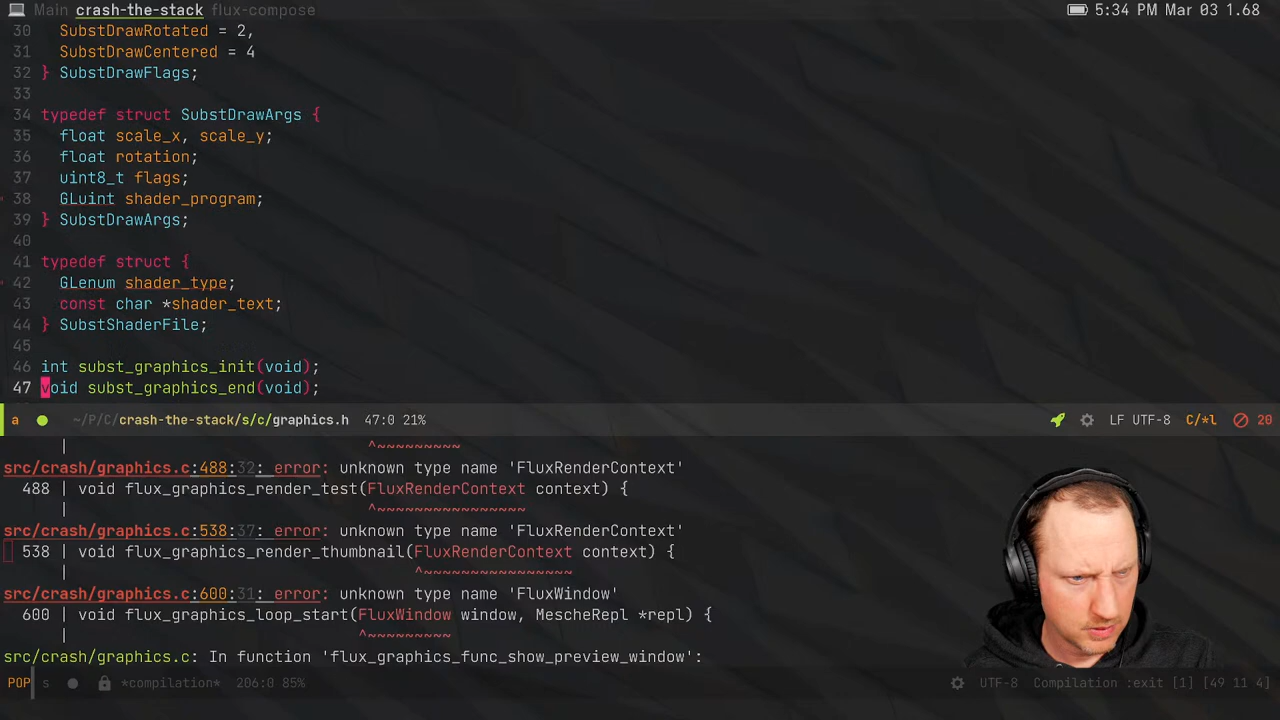 Main crash-the-stack flux-compose 5:34 PM Mar 03 1.68
30 SubstDrawRotated = 2,
31 SubstDrawCentered = 4
32 } SubstDrawFlags;
33
34 typedef struct SubstDrawArgs {
35 float scale_x, scale_y;
36 float rotation;
37 uint8_t flags;
38 GLuint shader_program;
39 } SubstDrawArgs;
40
41 typedef struct {
42 GLenum shader_type;
43 const char *shader_text;
44 } SubstShaderFile;
45
46 int subst_graphics_init(void);
47 void subst_graphics_end(void);
a ~/P/C/crash-the-stack/s/c/graphics.h 47:0 21% LF UTF-8 C/*l 20
| ^~~~~~~~~~
src/crash/graphics.c:488:32: error: unknown type name 'FluxRenderContext'
488 | void flux_graphics_render_test(FluxRenderContext context) {
| ^~~~~~~~~~~~~~~~~
src/crash/graphics.c:538:37: error: unknown type name 'FluxRenderContext'
538 | void flux_graphics_render_thumbnail(FluxRenderContext context) {
| ^~~~~~~~~~~~~~~~~
src/crash/graphics.c:600:31: error: unknown type name 'FluxWindow'
600 | void flux_graphics_loop_start(FluxWindow window, MescheRepl *repl) {
| ^~~~~~~~~~
src/crash/graphics.c: In function 'flux_graphics_func_show_preview_window':
POP s *compilation* 206:0 85% UTF-8 Compilation :exit [1] [49 11 4]